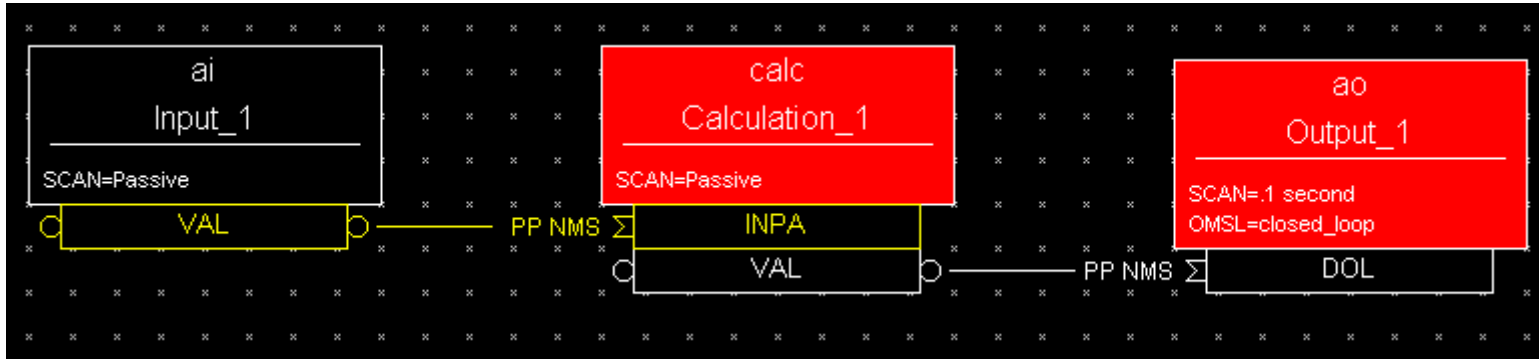 ai
Input_1
SCAN=Passive
VAL
PP NMS
calc
Calculation_1
SCAN=Passive
INPA
VAL
PP NMS
ao
Output_1
SCAN=.1 second
OMSL=closed_loop
DOL